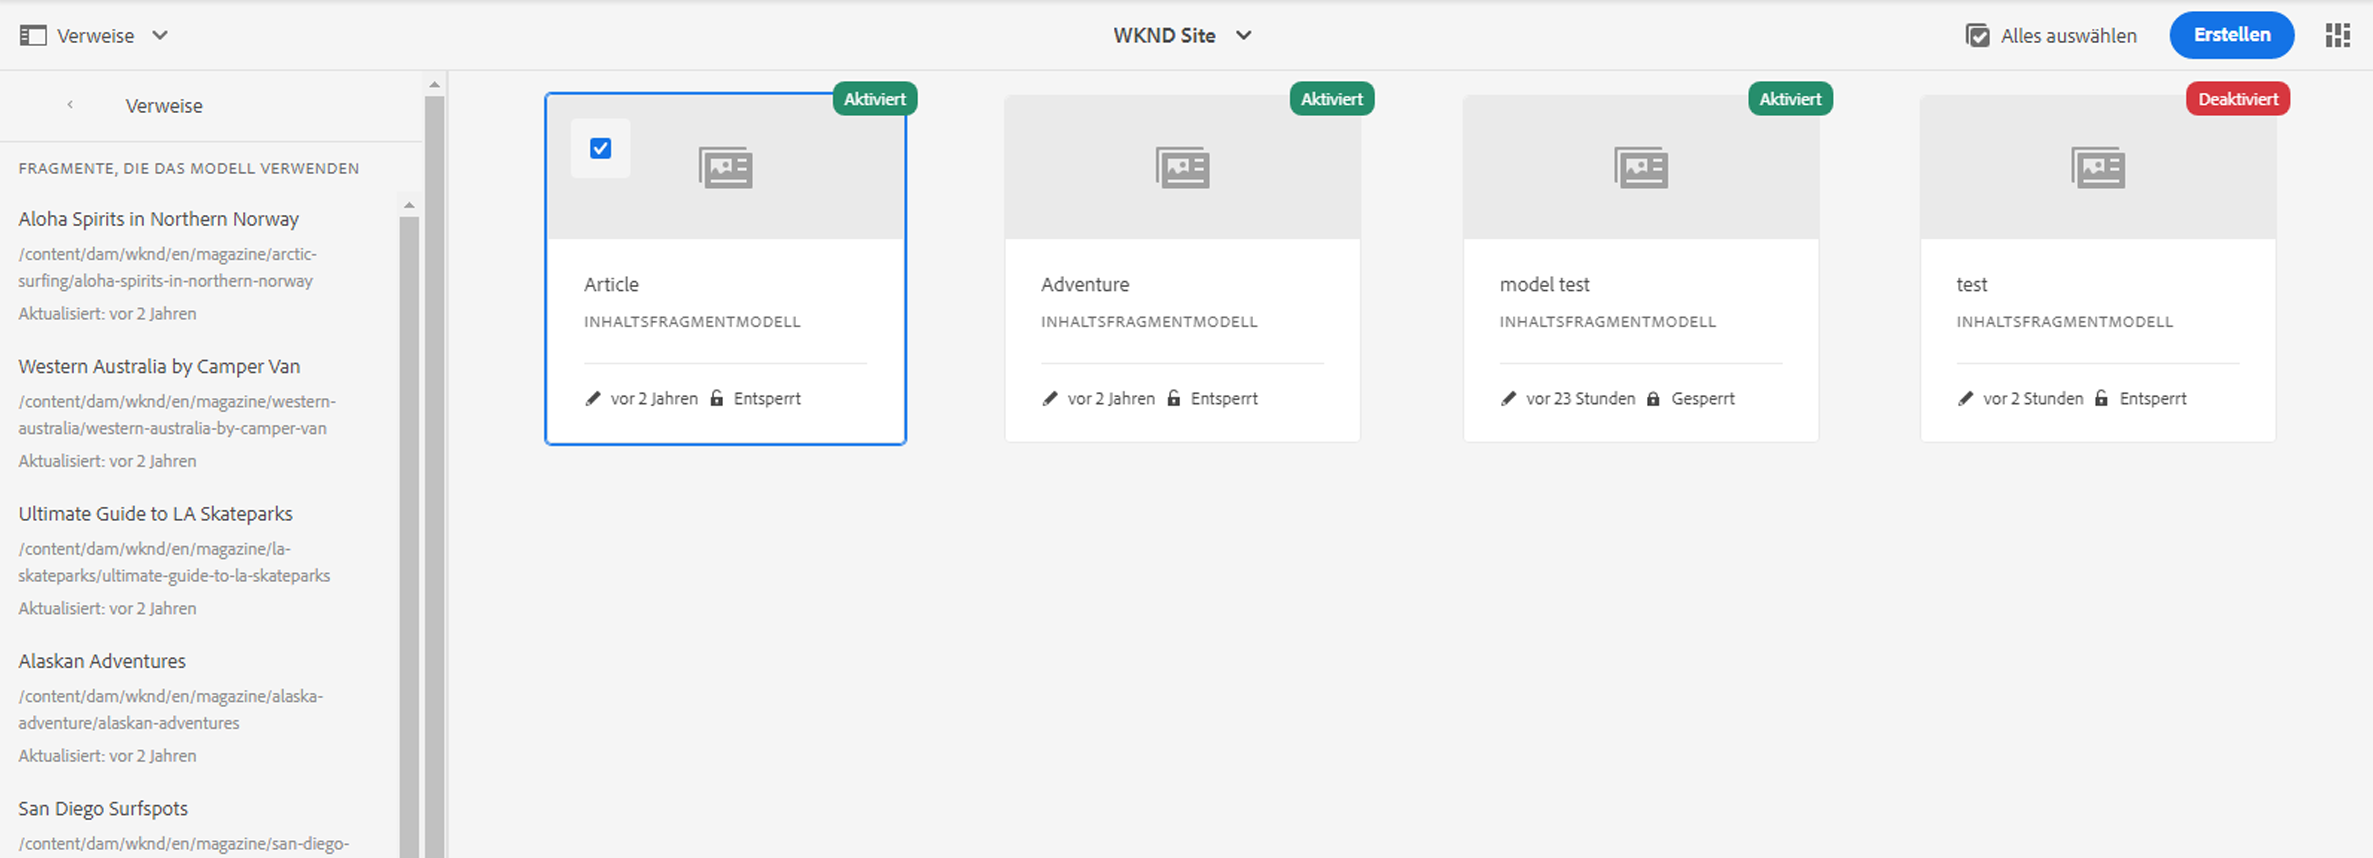 Verweise
WKND Site
Alles auswählen
Erstellen
Verweise
FRAGMENTE, DIE DAS MODELL VERWENDEN
Aloha Spirits in Northern Norway
/content/dam/wknd/en/magazine/arctic-
surfing/aloha-spirits-in-northern-norway
Aktualisiert: vor 2 Jahren
Western Australia by Camper Van
/content/dam/wknd/en/magazine/western-
australia/western-australia-by-camper-van
Aktualisiert: vor 2 Jahren
Ultimate Guide to LA Skateparks
/content/dam/wknd/en/magazine/la-
skateparks/ultimate-guide-to-la-skateparks
Aktualisiert: vor 2 Jahren
Alaskan Adventures
/content/dam/wknd/en/magazine/alaska-
adventure/alaskan-adventures
Aktualisiert: vor 2 Jahren
San Diego Surfspots
/content/dam/wknd/en/magazine/san-diego-
Aktiviert
Article
INHALTSFRAGMENTMODELL
vor 2 Jahren Entsperrt
Aktiviert
Adventure
INHALTSFRAGMENTMODELL
vor 2 Jahren Entsperrt
Aktiviert
model test
INHALTSFRAGMENTMODELL
vor 23 Stunden Gesperrt
Deaktiviert
test
INHALTSFRAGMENTMODELL
vor 2 Stunden Entsperrt